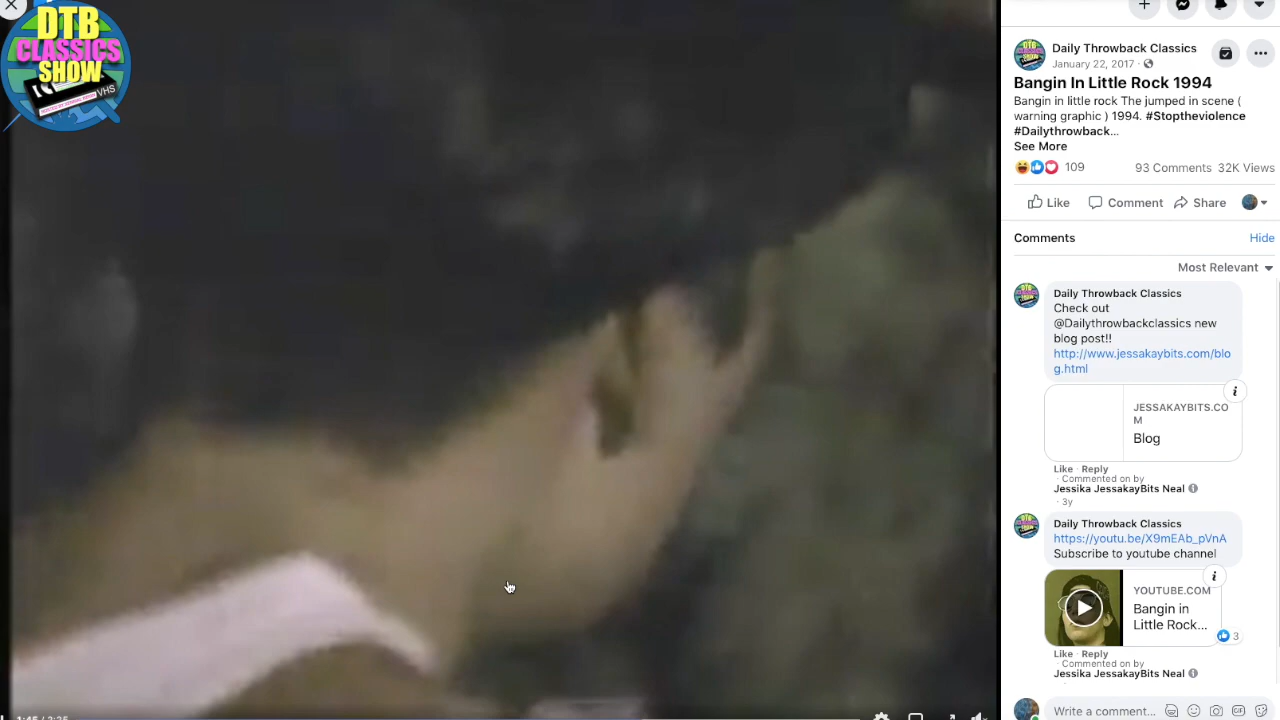 DTB
CLASSICS
SHOW
VHS
Daily Throwback Classics
January 22, 2017 ·
Bangin In Little Rock 1994
Bangin in little rock The jumped in scene (
warning graphic ) 1994. #Stoptheviolence
#Dailythrowback...
See More
109
93 Comments 32K Views
Like
Comment
Share
Comments
Hide
Most Relevant
Daily Throwback Classics
Check out
@Dailythrowbackclassics new
blog post!!
http://www.jessakaybits.com/blo
g.html
JESSAKAYBITS.CO
M
Blog
Like · Reply
· Commented on by
Jessika JessakayBits Neal
· 3y
Daily Throwback Classics
https://youtu.be/X9mEAb_pVnA
Subscribe to youtube channel
YOUTUBE.COM
Bangin in
Little Rock...
3
Like · Reply
· Commented on by
Jessika JessakayBits Neal
Write a comment...
GIF